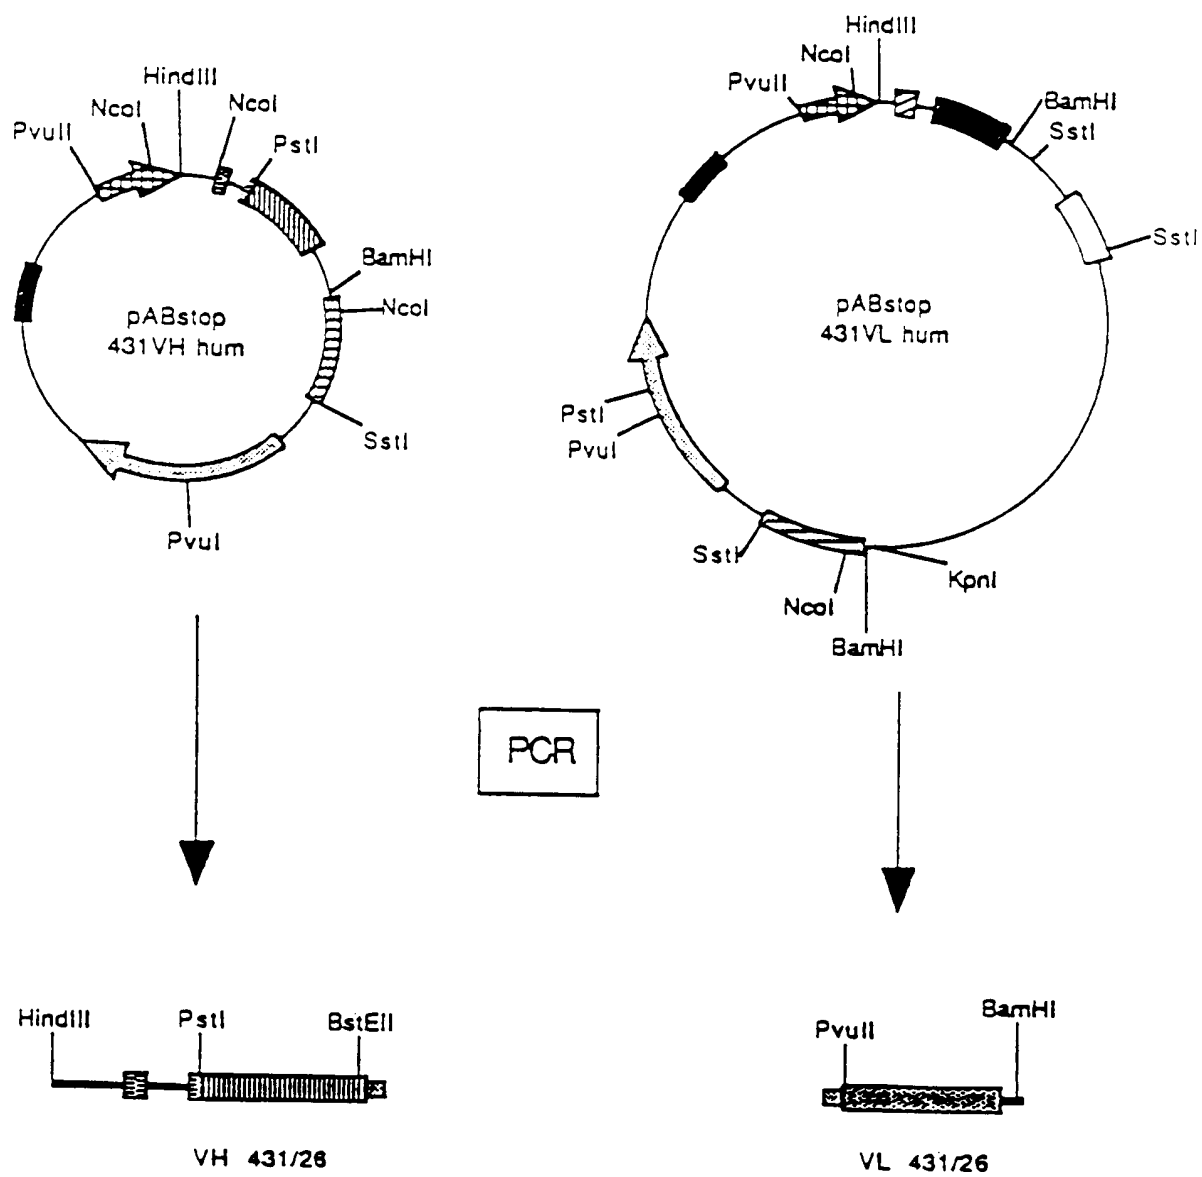 HindIII
NcoI
NcoI
PvuII
PstI
BamHI
NcoI
pABstop
431VH hum
SstI
PvuI
HindIII
NcoI
PvuII
BamHI
SstI
SstI
pABstop
431VL hum
PstI
PvuI
SstI
KpnI
NcoI
BamHI
PCR
HindIII
PstI
BstEII
VH 431/26
BamHI
PvuII
VL 431/26